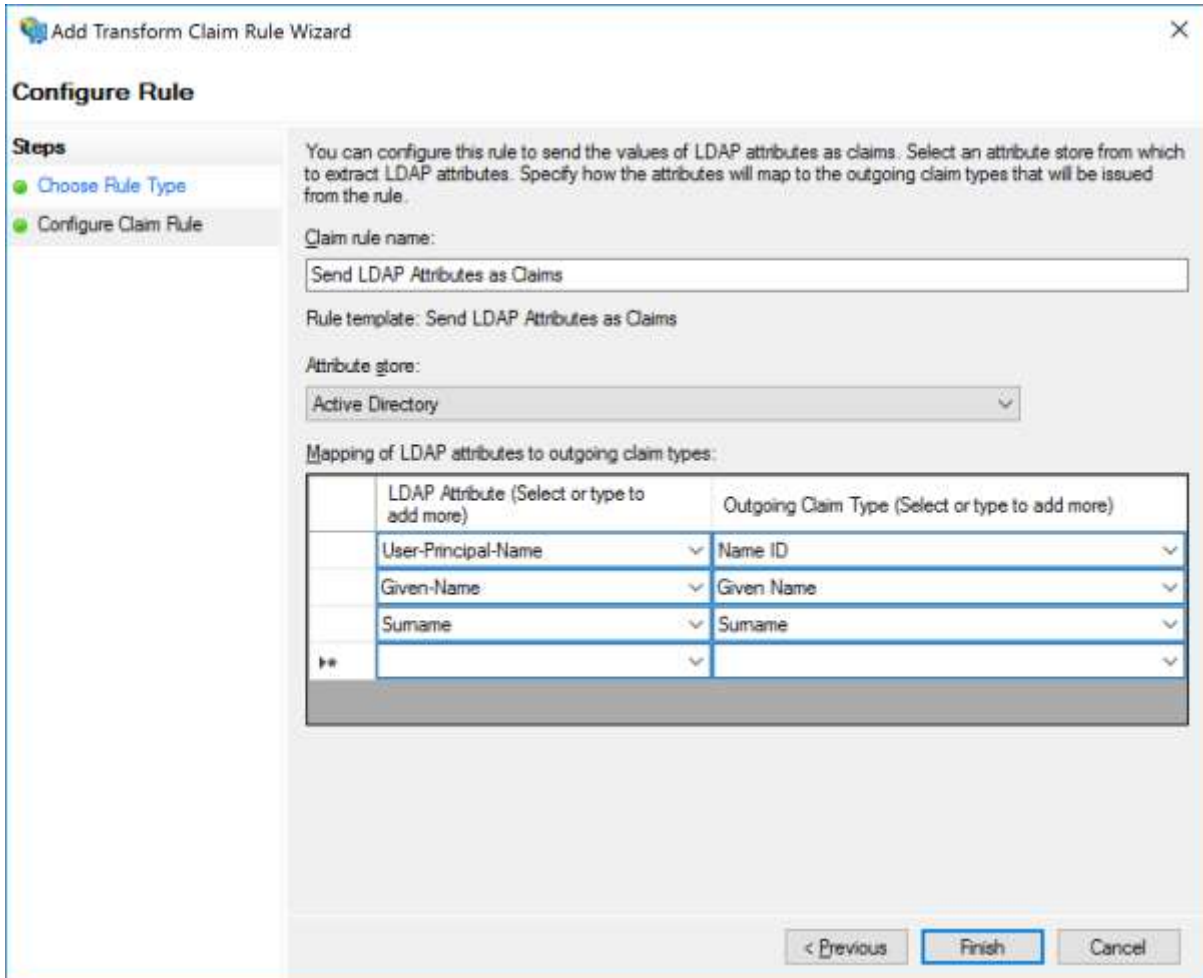 Add Transform Claim Rule Wizard
Configure Rule
Steps
Choose Rule Type
Configure Claim Rule
You can configure this rule to send the values of LDAP attributes as claims. Select an attribute store from which
to extract LDAP attributes. Specify how the attributes will map to the outgoing claim types that will be issued
from the rule.
Claim rule name:
Send LDAP Attributes as Claims
Rule template: Send LDAP Attributes as Claims
Attribute store:
Active Directory
Mapping of LDAP attributes to outgoing claim types:
LDAP Attribute (Select or type to
add more)
Outgoing Claim Type (Select or type to add more)
User-Principal-Name
Name ID
Given-Name
Given Name
Surname
Surname
< Previous
Finish
Cancel